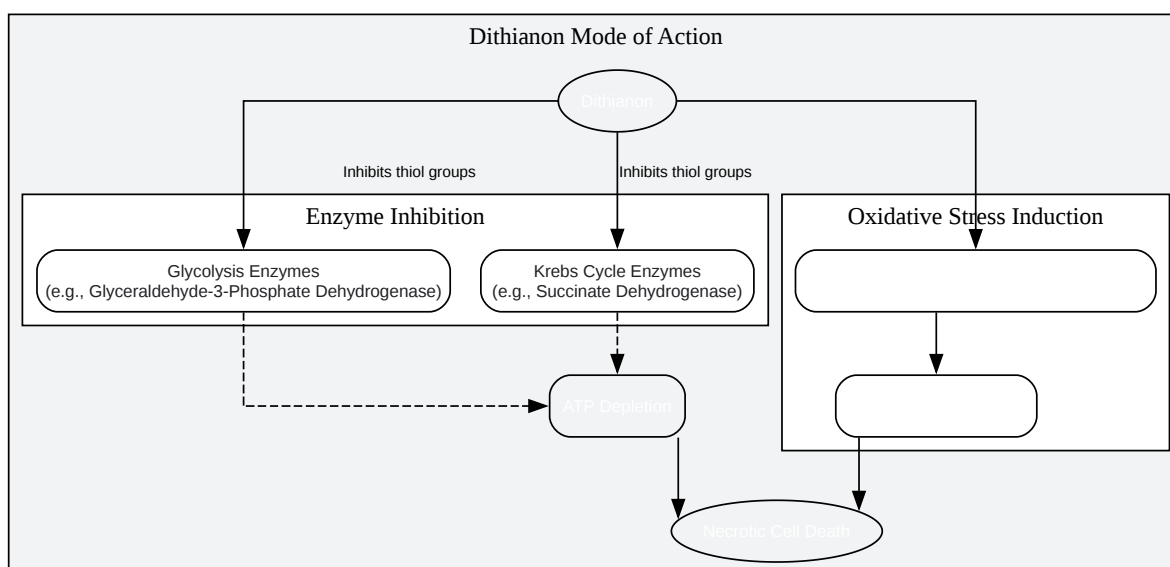 Dithianon Mode of Action
Dithianon
Inhibits thiol groups
Inhibits thiol groups
Enzyme Inhibition
Oxidative Stress Induction
Glycolysis Enzymes
(e.g., Glyceraldehyde-3-Phosphate Dehydrogenase)
Krebs Cycle Enzymes
(e.g., Succinate Dehydrogenase)
ATP Depletion
Necrotic Cell Death